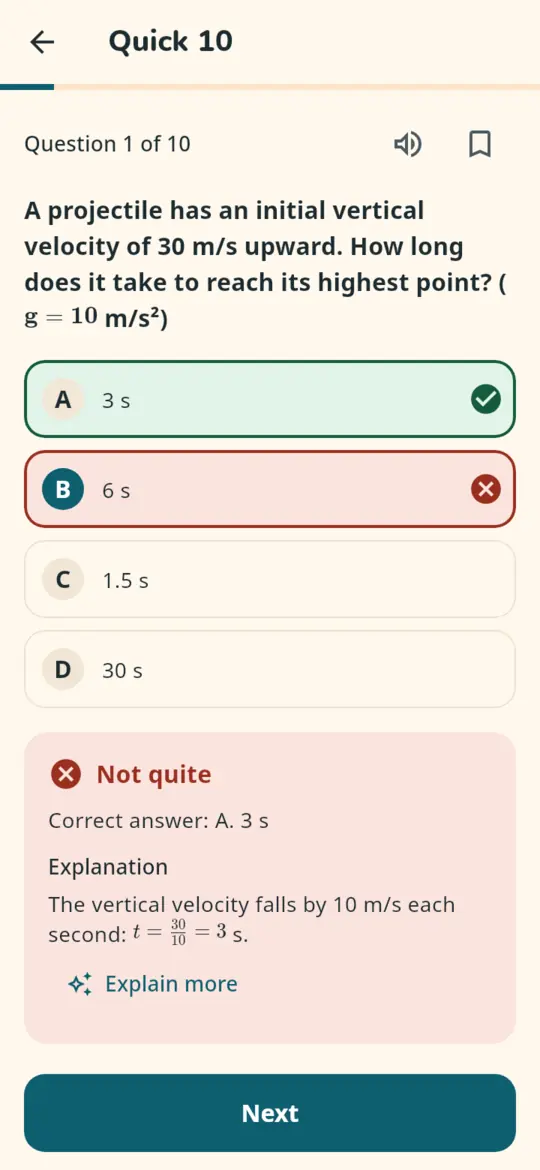 Quick 10
Question 1 of 10
A projectile has an initial vertical
velocity of 30 m/s upward. How long
does it take to reach its highest point? (
g = 10 m/s²)
A 3 s
B 6 s
C 1.5 s
D 30 s
Not quite
Correct answer: A. 3 s
Explanation
The vertical velocity falls by 10 m/s each
second: t = 30/10 = 3 s.
Explain more
Next